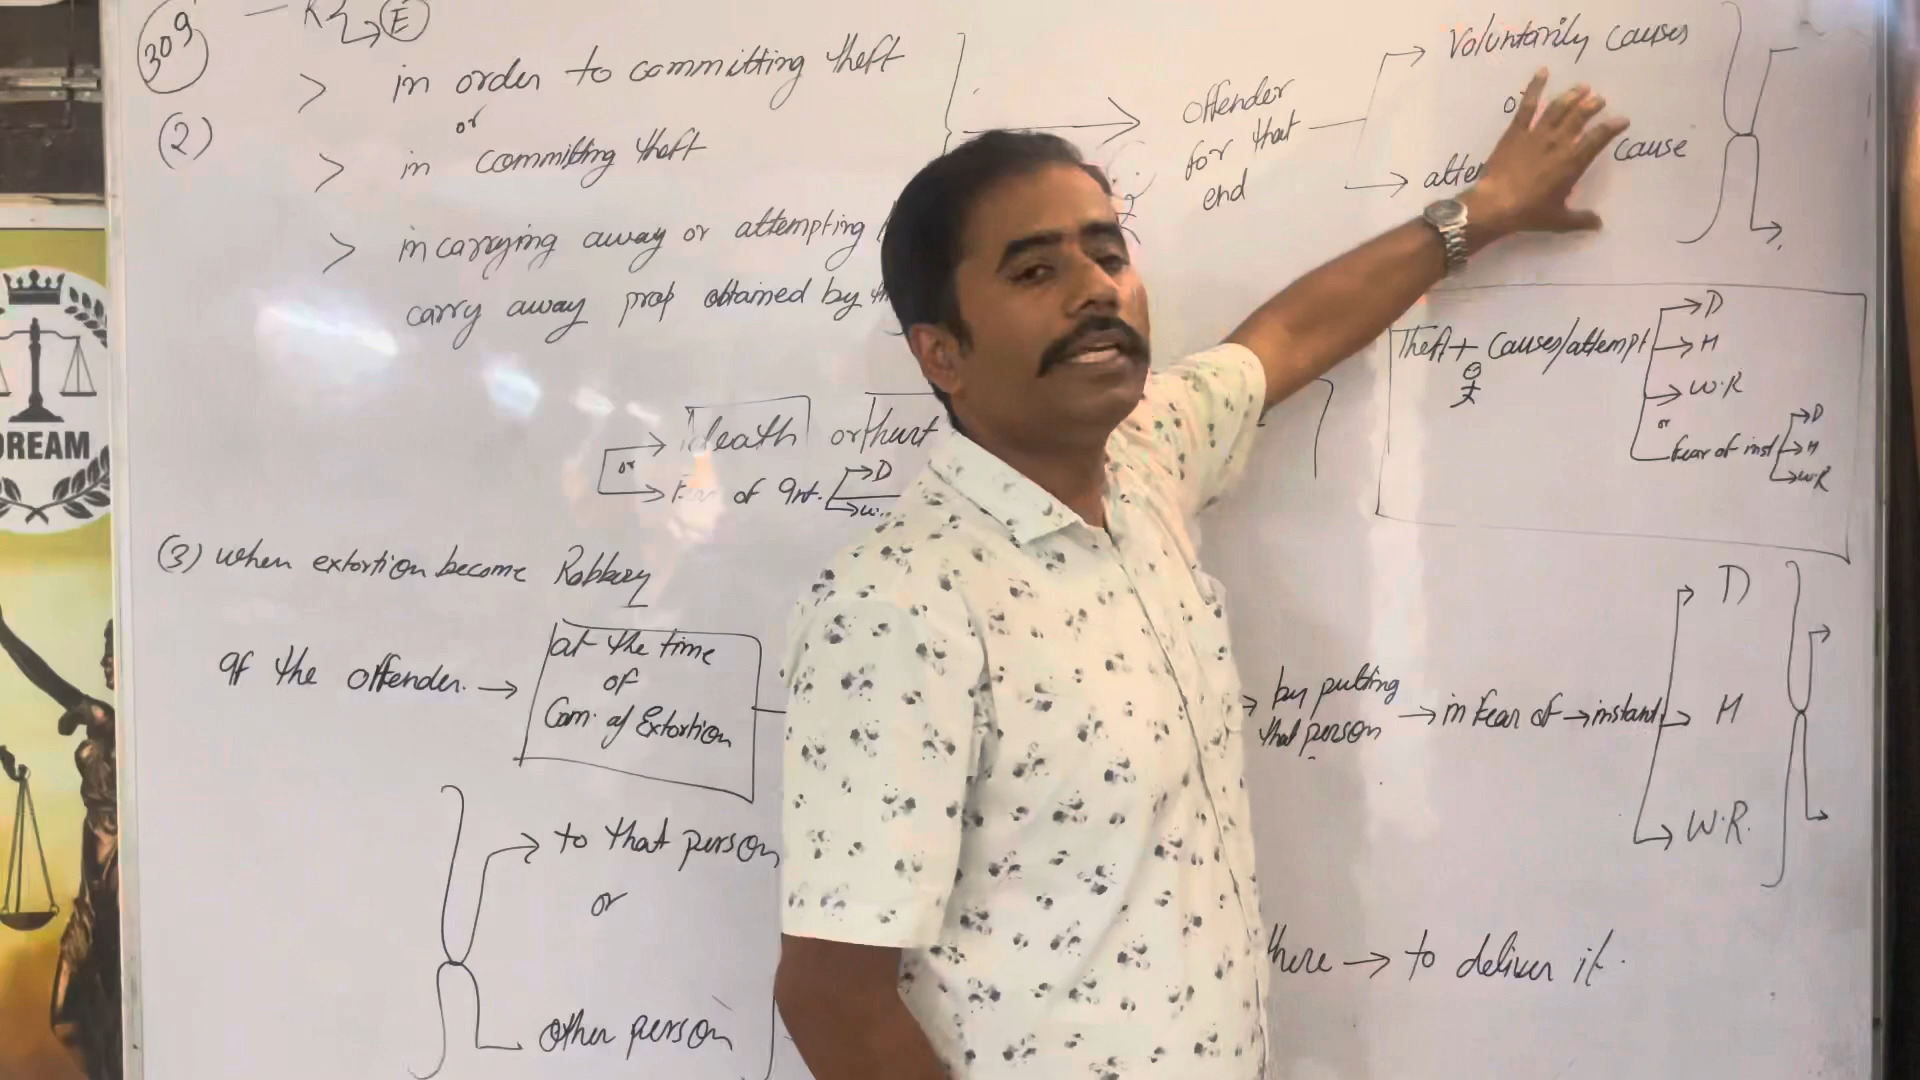 309 — R E
(2) > in order to committing theft
or
> in committing theft
> in carrying away or attempting
carry away prop obtained by
offender
for that
end
Voluntarily causes
or
cause
Theft + causes/attempt
D
H
W.R
or
Fear of inst
D
H
W.R
death or hurt
or
Fear of Int.
D
(3) when extortion become Robbery
If the offender. → at the time
of
Com. of Extortion
by putting
that person → in Fear of → instant
D
H
W.R.
to that person
or
other person
there → to deliver it.
DREAM